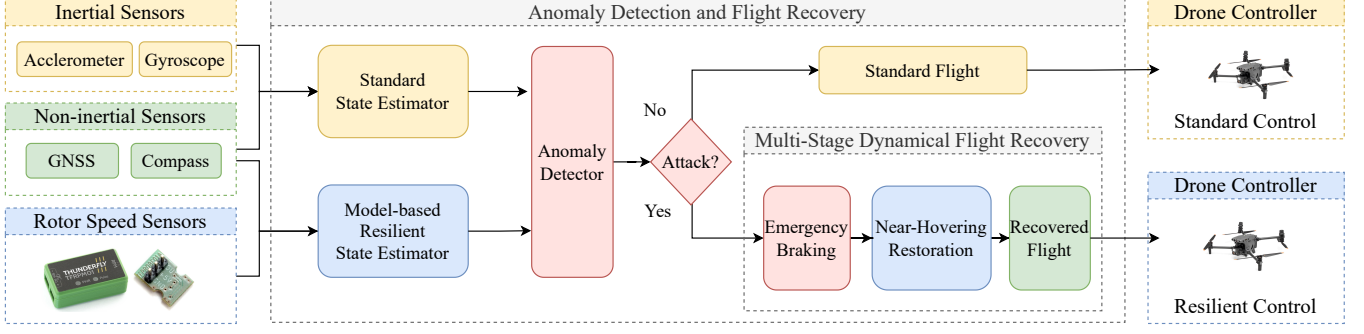 Inertial Sensors
Acclerometer
Gyroscope
Non-inertial Sensors
GNSS
Compass
Rotor Speed Sensors
THUNDERFLY
TFRPM01
Anomaly Detection and Flight Recovery
Standard
State Estimator
Model-based
Resilient
State Estimator
Anomaly
Detector
Attack?
No
Yes
Standard Flight
Multi-Stage Dynamical Flight Recovery
Emergency
Braking
Near-Hovering
Restoration
Recovered
Flight
Drone Controller
Standard Control
Drone Controller
Resilient Control